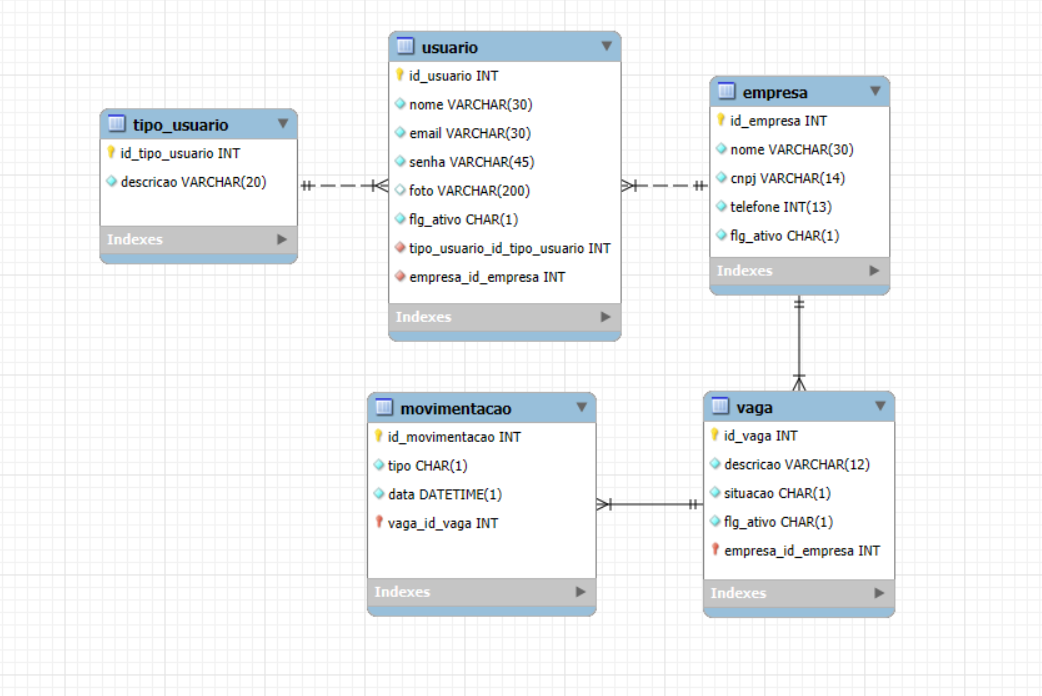 tipo_usuario
id_tipo_usuario INT
descricao VARCHAR(20)
Indexes
usuario
id_usuario INT
nome VARCHAR(30)
email VARCHAR(30)
senha VARCHAR(45)
foto VARCHAR(200)
flg_ativo CHAR(1)
tipo_usuario_id_tipo_usuario INT
empresa_id_empresa INT
Indexes
empresa
id_empresa INT
nome VARCHAR(30)
cnpj VARCHAR(14)
telefone INT(13)
flg_ativo CHAR(1)
Indexes
movimentacao
id_movimentacao INT
tipo CHAR(1)
data DATETIME(1)
vaga_id_vaga INT
Indexes
vaga
id_vaga INT
descricao VARCHAR(12)
situacao CHAR(1)
flg_ativo CHAR(1)
empresa_id_empresa INT
Indexes